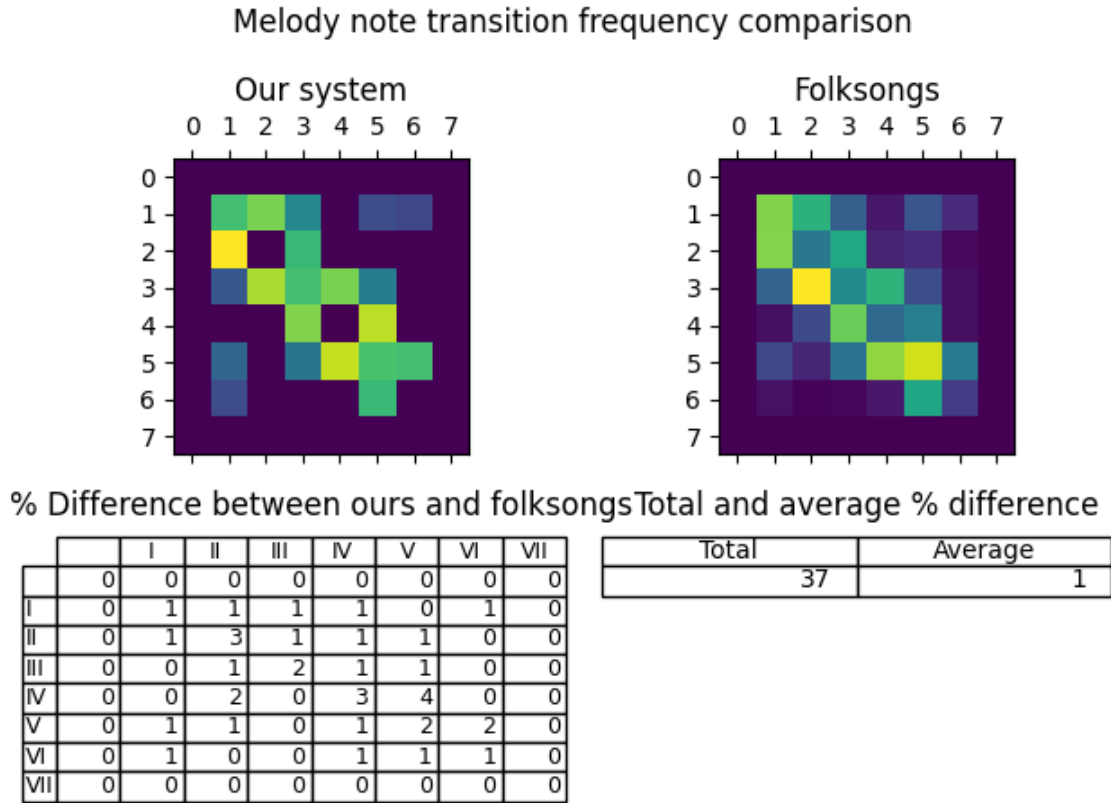 Melody note transition frequency comparison
Our system
Folksongs
0 1 2 3 4 5 6 7
0 1 2 3 4 5 6 7
0
1
2
3
4
5
6
7
0
1
2
3
4
5
6
7
% Difference between ours and folksongs
Total and average % difference
I II III IV V VI VII
0 0 0 0 0 0 0 0
I 0 1 1 1 1 0 1 0
II 0 1 3 1 1 1 0 0
III 0 0 1 2 1 1 0 0
IV 0 0 2 0 3 4 0 0
V 0 1 1 0 1 2 2 0
VI 0 1 0 0 1 1 1 0
VII 0 0 0 0 0 0 0 0
Total Average
37 1